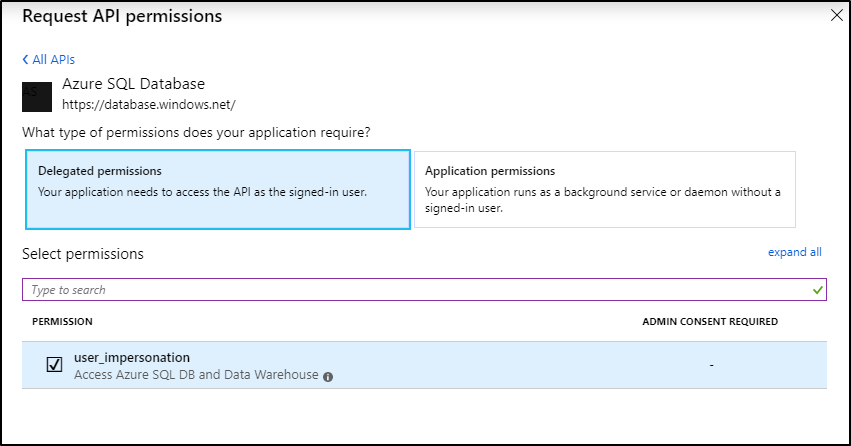 Request API permissions
All APIs
AS
Azure SQL Database
https://database.windows.net/
What type of permissions does your application require?
Delegated permissions
Your application needs to access the API as the signed-in user.
Application permissions
Your application runs as a background service or daemon without a
signed-in user.
Select permissions
expand all
Type to search
PERMISSION
ADMIN CONSENT REQUIRED
user_impersonation
Access Azure SQL DB and Data Warehouse
-